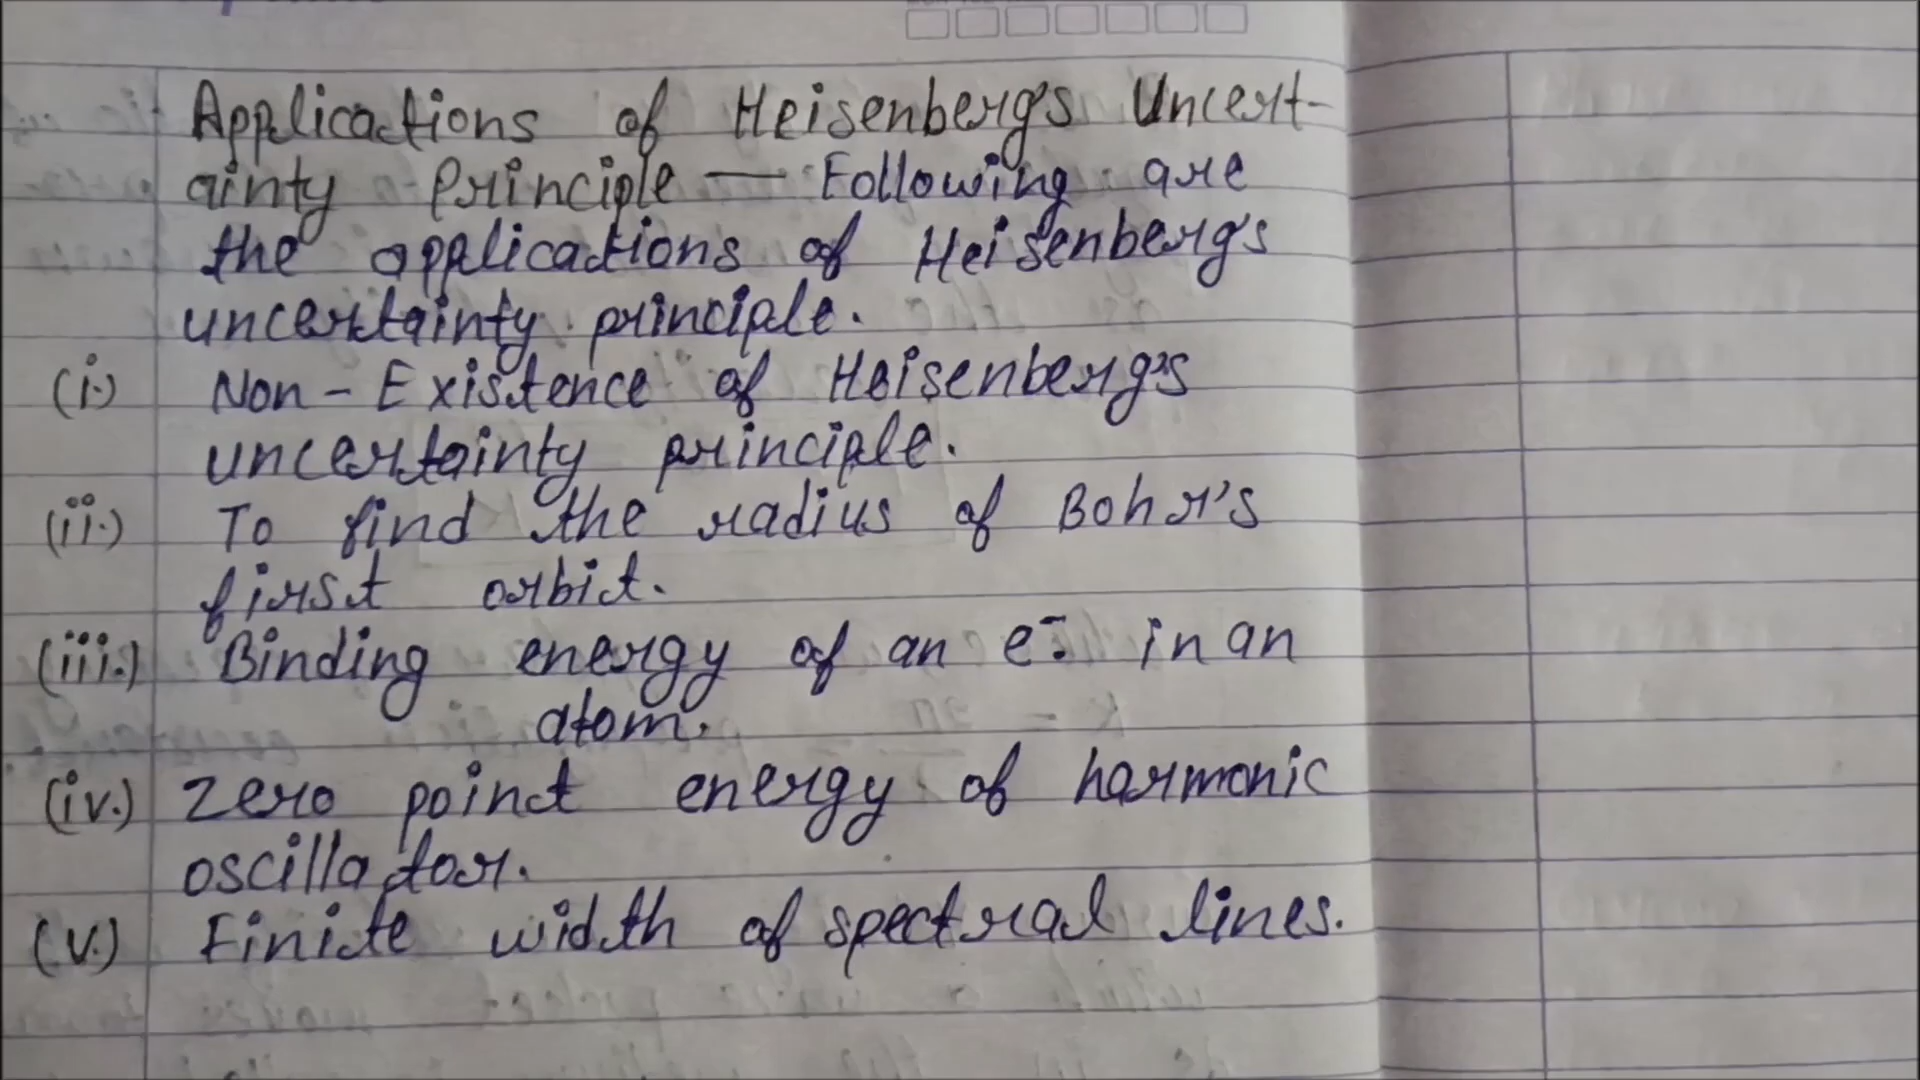 Applications of Heisenberg's Uncert-
ainty Principle — Following are
the applications of Heisenberg's
uncertainty principle.
(i.) Non-Existence of Heisenberg's
uncertainty principle.
(ii.) To find the radius of Bohr's
first orbit.
(iii.) Binding energy of an e⁻ in an
atom.
(iv.) Zero point energy of harmonic
oscillator.
(v.) Finite width of spectral lines.